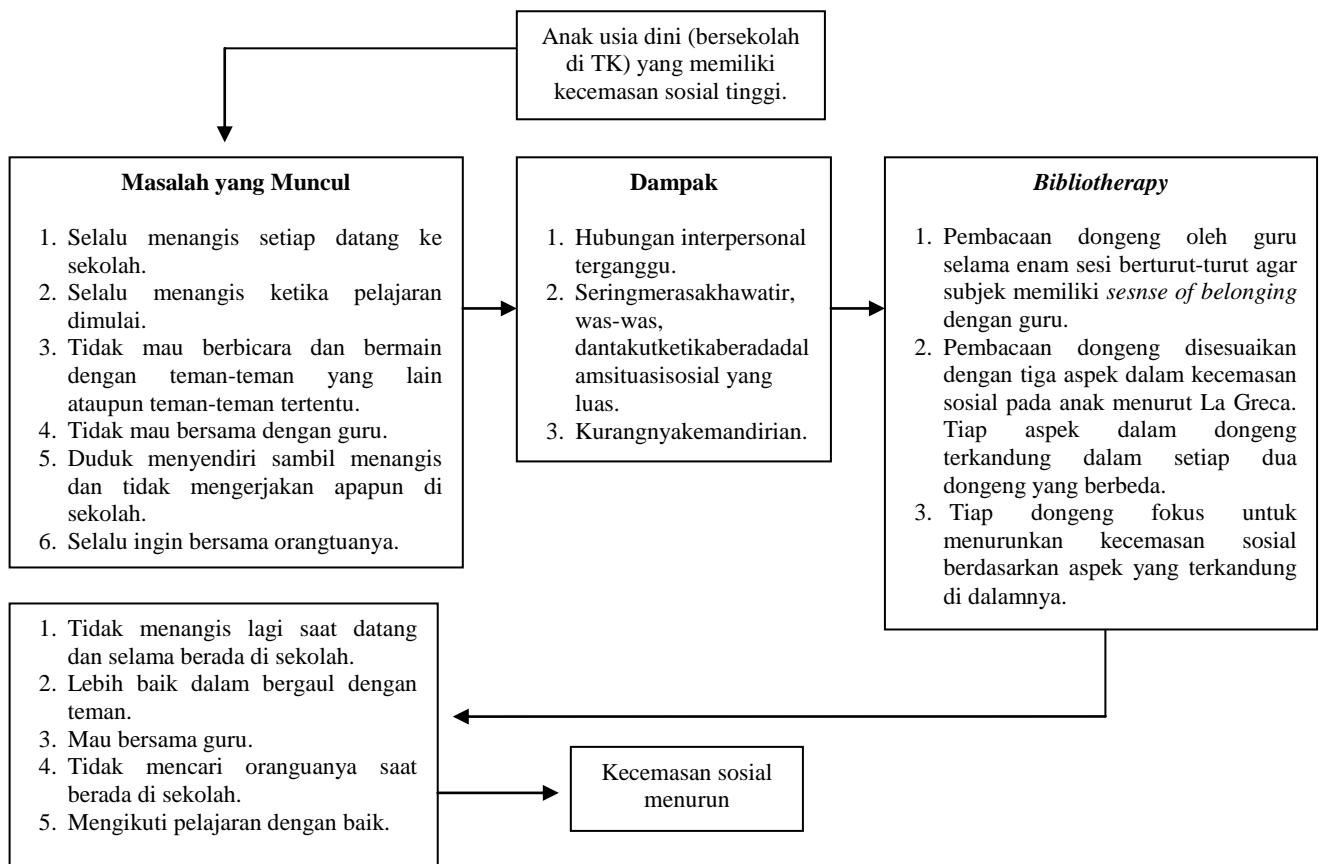 Anak usia dini (bersekolah
di TK) yang memiliki
kecemasan sosial tinggi.
Masalah yang Muncul
1. Selalu menangis setiap datang ke
sekolah.
2. Selalu menangis ketika pelajaran
dimulai.
3. Tidak mau berbicara dan bermain
dengan teman-teman yang lain
ataupun teman-teman tertentu.
4. Tidak mau bersama dengan guru.
5. Duduk menyendiri sambil menangis
dan tidak mengerjakan apapun di
sekolah.
6. Selalu ingin bersama orangtuanya.
Dampak
1. Hubungan interpersonal
terganggu.
2. Seringmerasakhawatir,
was-was,
dantakutketikaberadadal
amsituasisosial yang
luas.
3. Kurangnyakemandirian.
Bibliotherapy
1. Pembacaan dongeng oleh guru
selama enam sesi berturut-turut agar
subjek memiliki sesnse of belonging
dengan guru.
2. Pembacaan dongeng disesuaikan
dengan tiga aspek dalam kecemasan
sosial pada anak menurut La Greca.
Tiap aspek dalam dongeng
terkandung dalam setiap dua
dongeng yang berbeda.
3. Tiap dongeng fokus untuk
menurunkan kecemasan sosial
berdasarkan aspek yang terkandung
di dalamnya.
1. Tidak menangis lagi saat datang
dan selama berada di sekolah.
2. Lebih baik dalam bergaul dengan
teman.
3. Mau bersama guru.
4. Tidak mencari oranguanya saat
berada di sekolah.
5. Mengikuti pelajaran dengan baik.
Kecemasan sosial
menurun